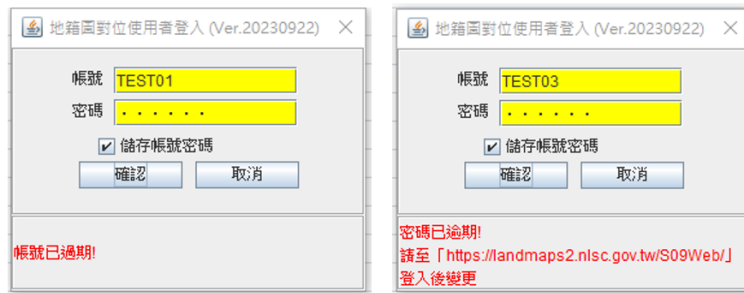 地籍圖對位使用者登入 (Ver.20230922)
帳號 TEST01
密碼 ......
儲存帳號密碼
確認 取消
帳號已過期!
地籍圖對位使用者登入 (Ver.20230922)
帳號 TEST03
密碼 ......
儲存帳號密碼
確認 取消
密碼已逾期!
請至「https://landmaps2.nlsc.gov.tw/S09Web/」
登入後變更